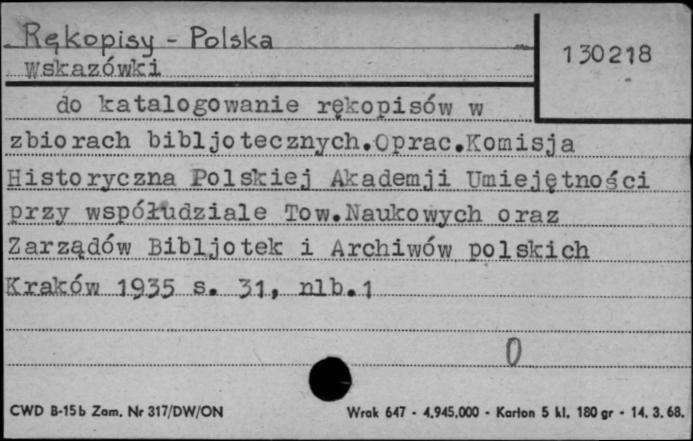 Rękopisy - Polska
130218
Wskazówki
do katalogowanie rękopisów w
zbiorach bibljotecznych.Oprac.Komisja
Historyczna Polskiej Akademji Umiejętności
przy współudziale Tow.Naukowych oraz
Zarządów Bibljotek i Archiwów polskich
Kraków 1935 s. 31, nlb.1
0
CWD B-15b Zam. Nr 317/DW/ON Wrak 647 - 4.945.000 - Karton 5 kl. 180 gr - 14. 3. 68.